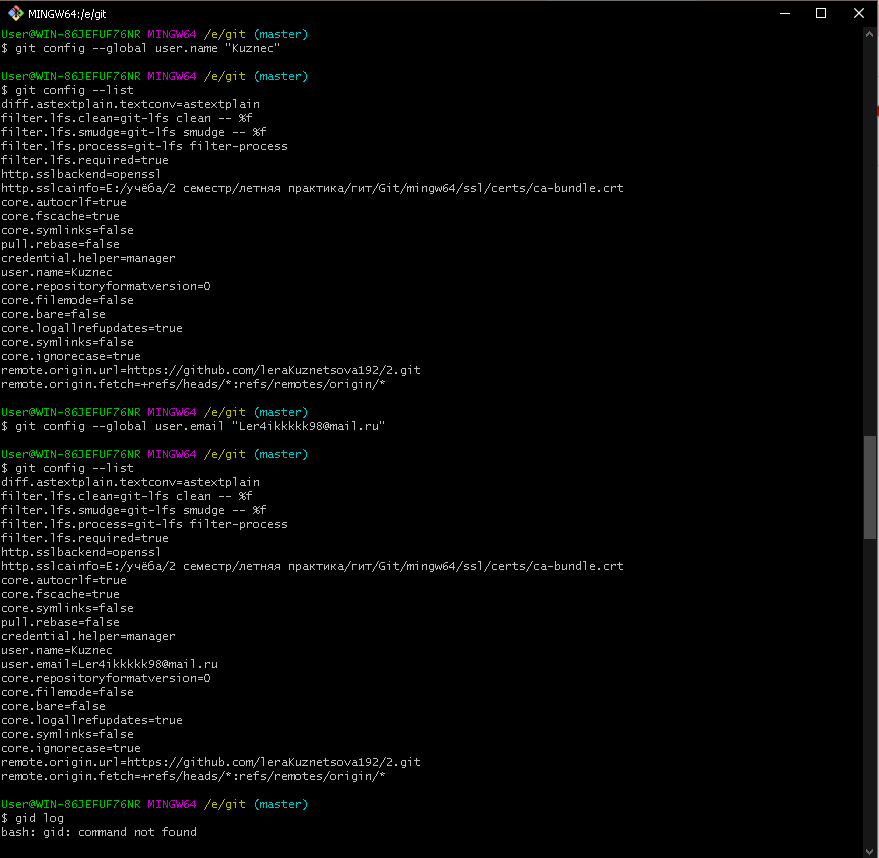 MINGW64:/e/git
User@WIN-86JEFUF76NR MINGW64 /e/git (master)
$ git config --global user.name "Kuznec"
User@WIN-86JEFUF76NR MINGW64 /e/git (master)
$ git config --list
diff.astextplain.textconv=astextplain
filter.lfs.clean=git-lfs clean -- %f
filter.lfs.smudge=git-lfs smudge -- %f
filter.lfs.process=git-lfs filter-process
filter.lfs.required=true
http.sslbackend=openssl
http.sslcainfo=E:/учёба/2 семестр/летняя практика/гит/Git/mingw64/ssl/certs/ca-bundle.crt
core.autocrlf=true
core.fscache=true
core.symlinks=false
pull.rebase=false
credential.helper=manager
user.name=Kuznec
core.repositoryformatversion=0
core.filemode=false
core.bare=false
core.logallrefupdates=true
core.symlinks=false
core.ignorecase=true
remote.origin.url=https://github.com/leraKuznetsova192/2.git
remote.origin.fetch=+refs/heads/*:refs/remotes/origin/*
User@WIN-86JEFUF76NR MINGW64 /e/git (master)
$ git config --global user.email "Ler4ikkkkk98@mail.ru"
User@WIN-86JEFUF76NR MINGW64 /e/git (master)
$ git config --list
diff.astextplain.textconv=astextplain
filter.lfs.clean=git-lfs clean -- %f
filter.lfs.smudge=git-lfs smudge -- %f
filter.lfs.process=git-lfs filter-process
filter.lfs.required=true
http.sslbackend=openssl
http.sslcainfo=E:/учёба/2 семестр/летняя практика/гит/Git/mingw64/ssl/certs/ca-bundle.crt
core.autocrlf=true
core.fscache=true
core.symlinks=false
pull.rebase=false
credential.helper=manager
user.name=Kuznec
user.email=Ler4ikkkkk98@mail.ru
core.repositoryformatversion=0
core.filemode=false
core.bare=false
core.logallrefupdates=true
core.symlinks=false
core.ignorecase=true
remote.origin.url=https://github.com/leraKuznetsova192/2.git
remote.origin.fetch=+refs/heads/*:refs/remotes/origin/*
User@WIN-86JEFUF76NR MINGW64 /e/git (master)
$ gid log
bash: gid: command not found